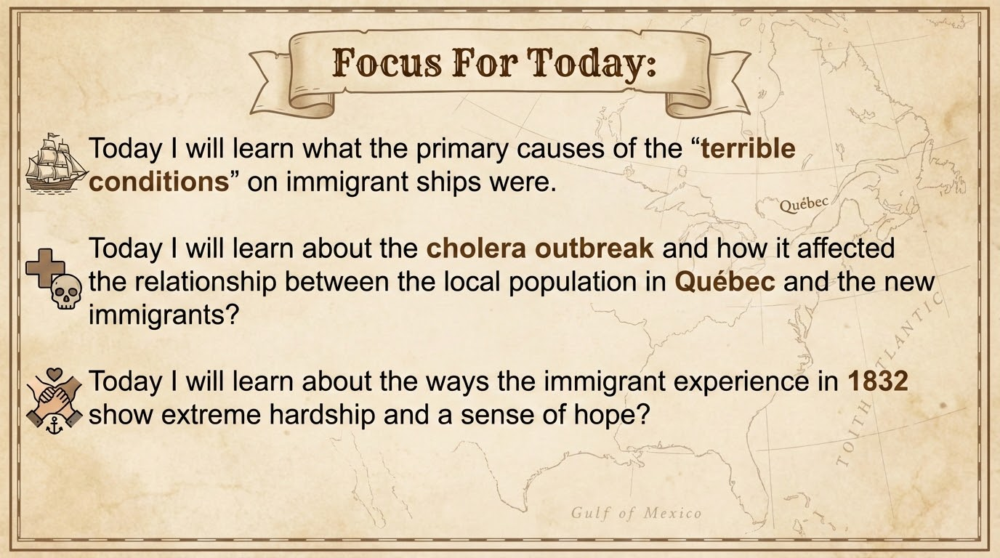 Focus For Today:
Today I will learn what the primary causes of the “terrible
conditions” on immigrant ships were.
Québec
Today I will learn about the cholera outbreak and how it affected
the relationship between the local population in Québec and the new
immigrants?
TOITH ATLANTIC
Today I will learn about the ways the immigrant experience in 1832
show extreme hardship and a sense of hope?
Gulf of Mexico